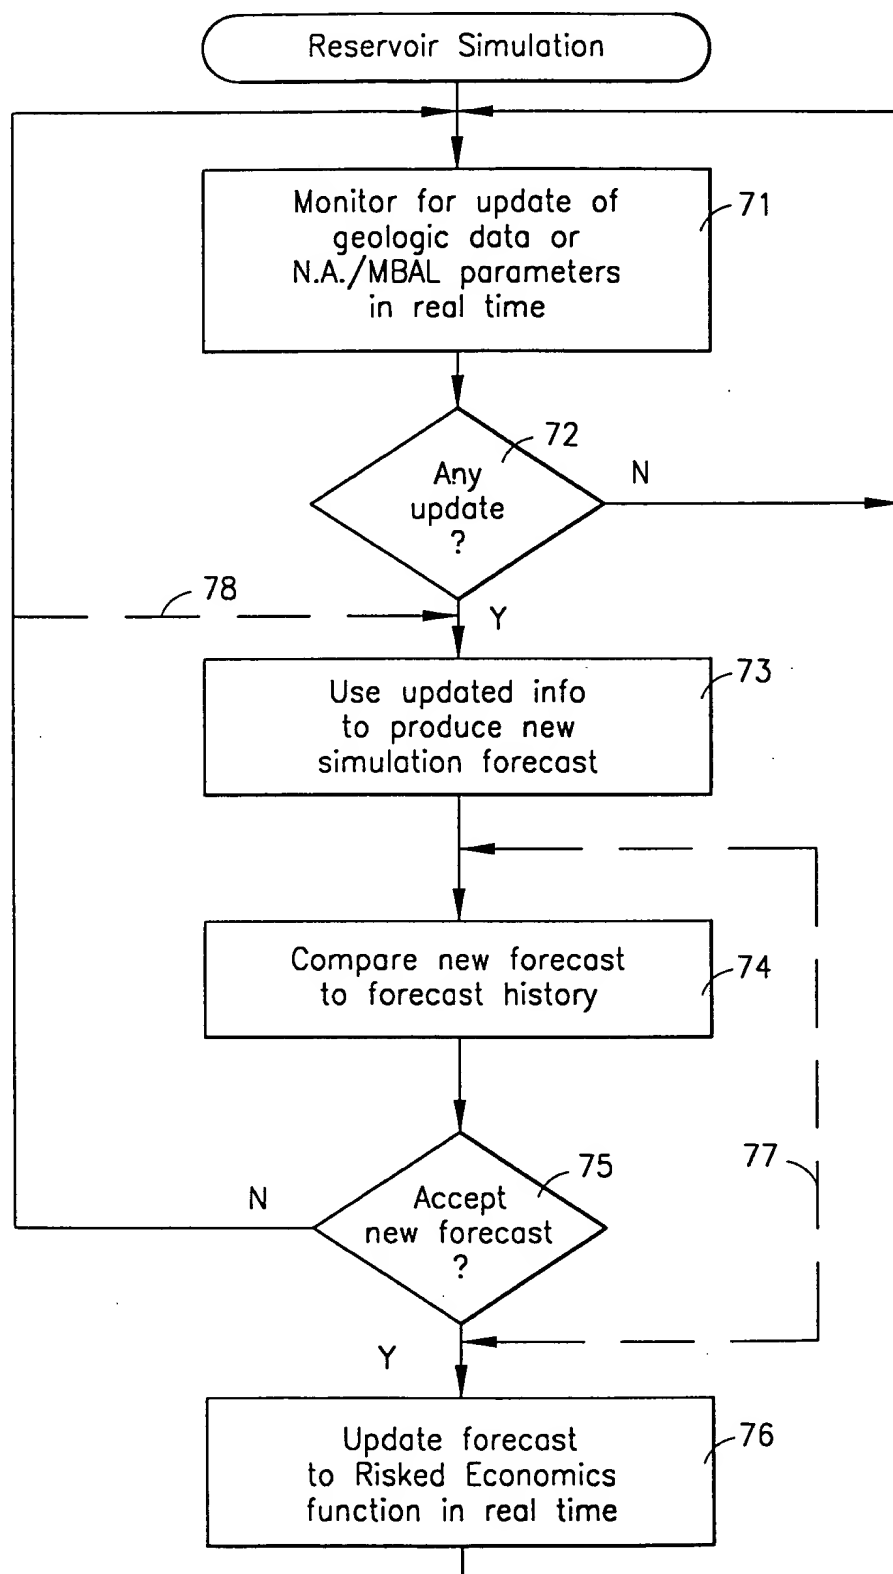 Reservoir Simulation
Monitor for update of
geologic data or
N.A./MBAL parameters
in real time
71
72
Any
update
?
N
78
Y
Use updated info
to produce new
simulation forecast
73
Compare new forecast
to forecast history
74
75
77
N
Accept
new forecast
?
Y
Update forecast
to Risked Economics
function in real time
76